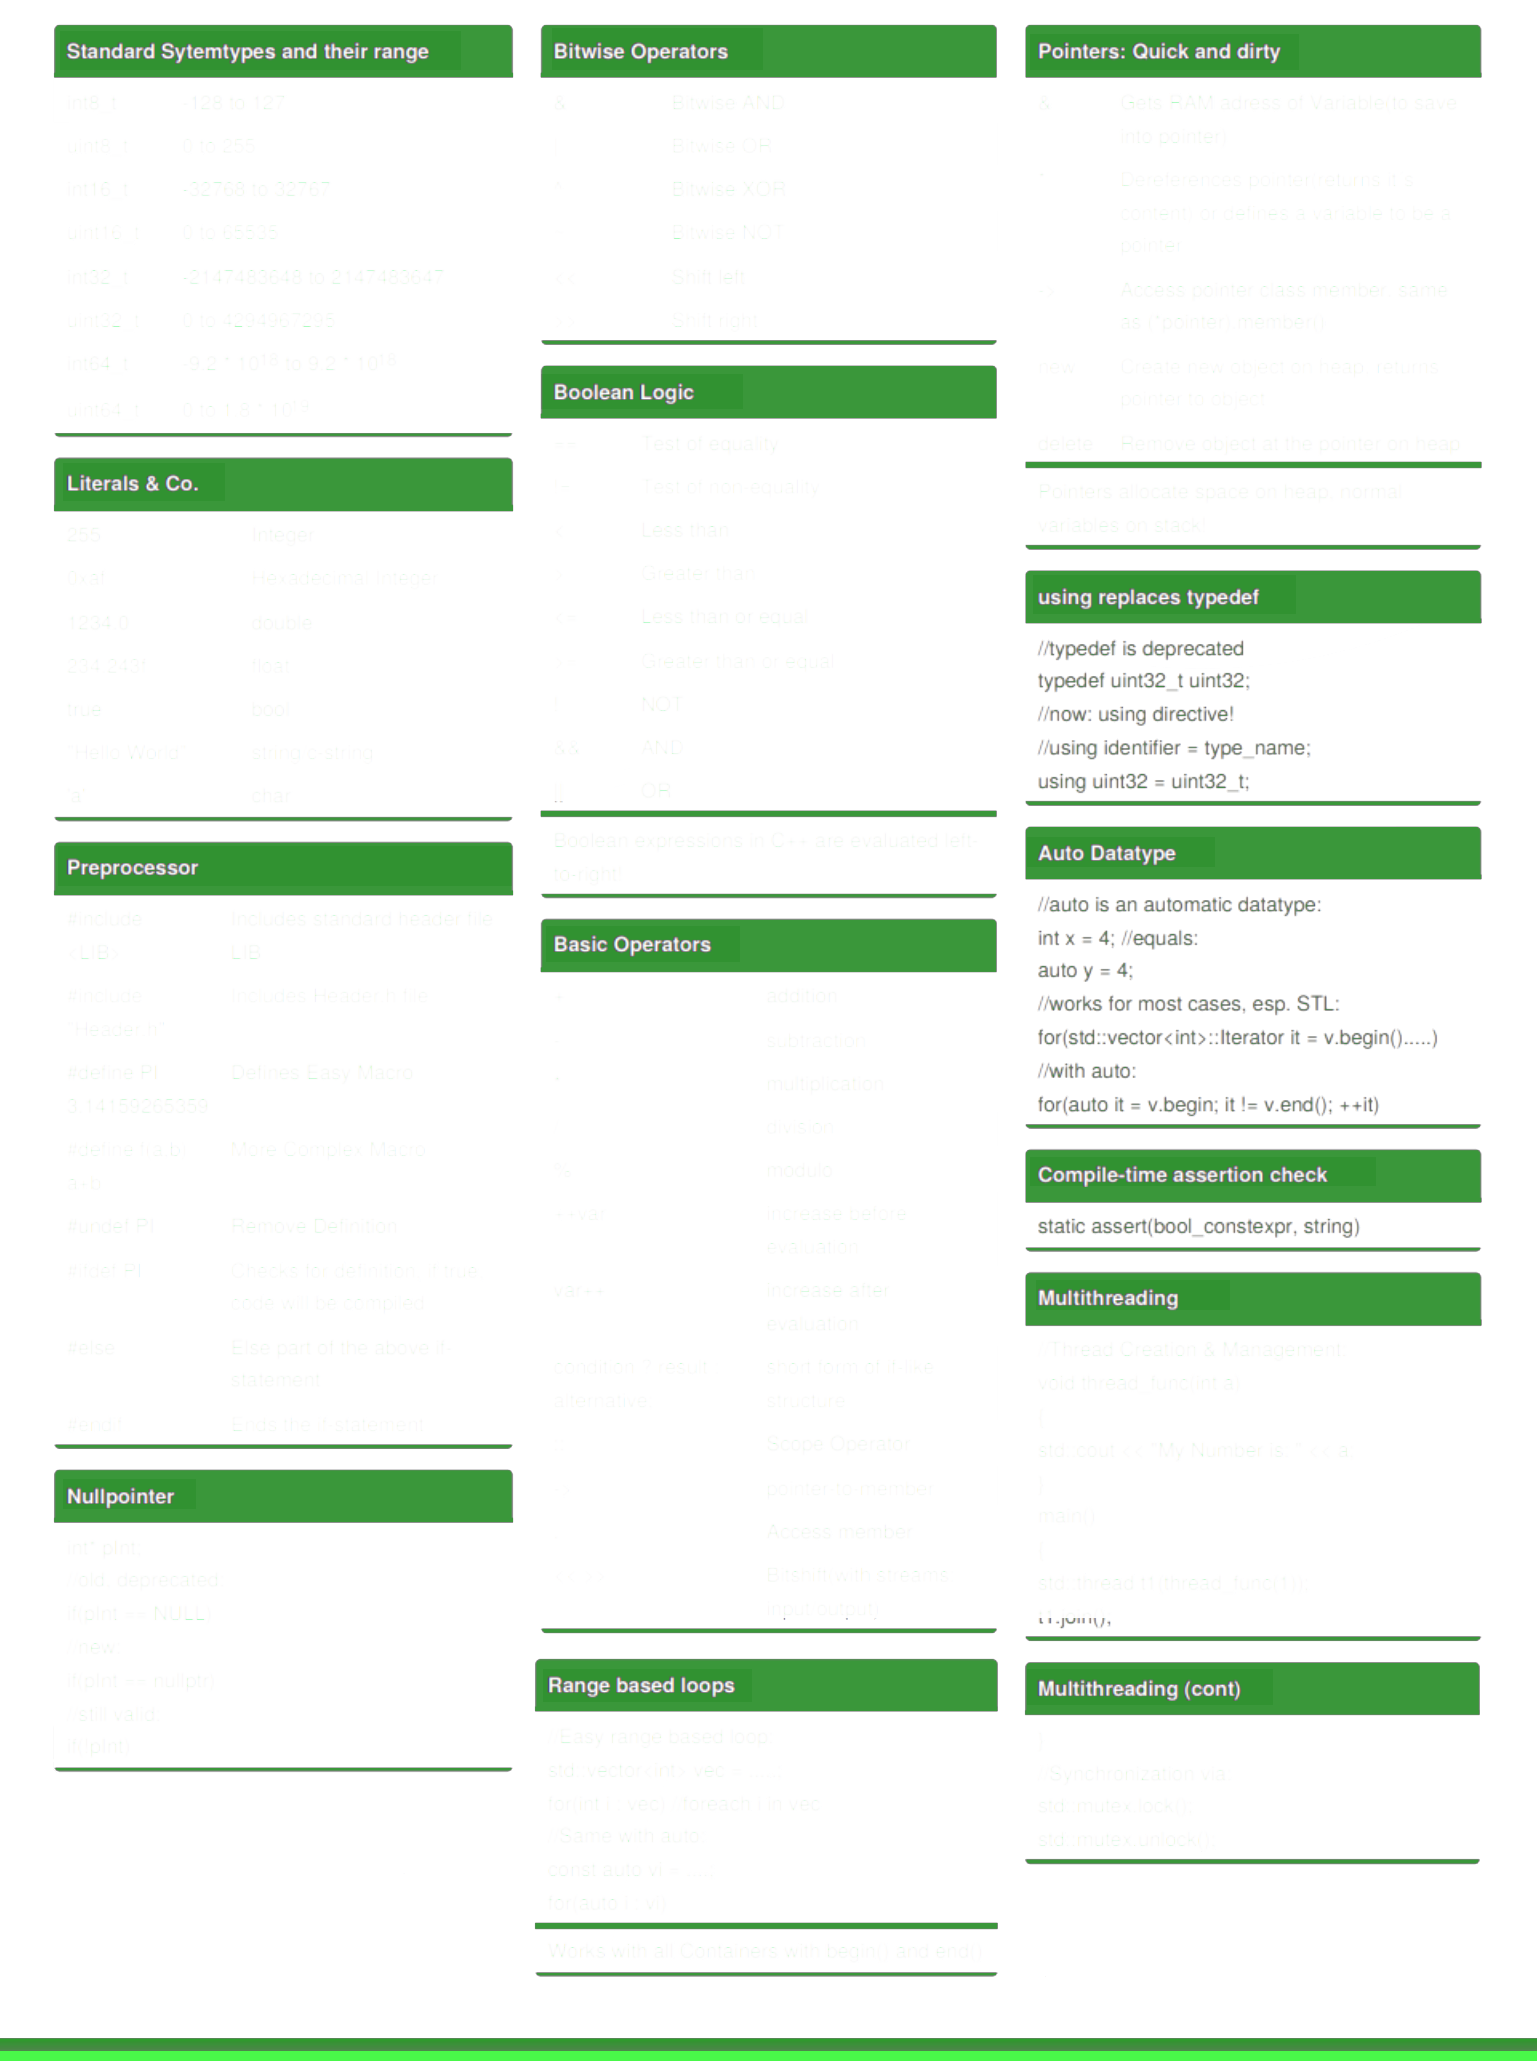 Standard Sytemtypes and their range
int8_t -128 to 127
uint8_t 0 to 255
int16_t -32768 to 32767
uint16_t 0 to 65535
int32_t -2147483648 to 2147483647
uint32_t 0 to 4294967295
int64_t -9.2 * 10^18 to 9.2 * 10^18
uint64_t 0 to 1.8 * 10^19
Literals & Co.
255 Integer
0xaf Hexadecimal Integer
1234.0 double
234.243f float
true bool
"Hello World" string/c-string
'a' char
Preprocessor
#include Includes standard header file
<LIB> LIB
#include Includes Header.h file
"Header.h"
#define PI Defines Easy Macro
3.14159265359
#define f(a,b) More Complex Macro
a+b
#undef PI Remove Definition
#ifdef PI Checks for definition, if true
code will be compiled
#else Else part of the above if-
statement
#endif Ends the if-statement
Nullpointer
int* pInt;
//old, deprecated:
if(pInt == NULL)
//new:
if(pInt == nullptr)
//still valid:
if(!pInt)
Bitwise Operators
& Bitwise AND
Bitwise OR
^ Bitwise XOR
Bitwise NOT
<< Shift left
>> Shift right
Boolean Logic
== Test of equality
!= Test of non-equality
< Less than
> Greater than
<= Less than or equal
>= Greater than or equal
! NOT
&& AND
|| OR
Boolean expressions in C++ are evaluated left-
to-right!
Basic Operators
+ addition
subtraction
* multiplication
division
% modulo
++var increase before
evaluation
var++ increase after
evaluation
condition ? result : short form of if-like
alternative structure
Scope Operator
-> pointer-to-member
Access member
<< >> Bitshift(with streams
input/output)
Range based loops
//Easy range based loop
std::vector<int> vec = .....
for(int i : vec) //foreach i in vec
//Same with auto:
const auto vi = .....
for(auto i : vi)
Works with all Containers with begin() and end()
Pointers: Quick and dirty
& Gets RAM adress of Variable(to save
into pointer)
* Dereferences pointer(returns it's
content) or defines a variable to be a
pointer
-> Access pointer class member. same
as (*pointer).member()
new Create new object on heap, returns
pointer to object
delete Remove object at the pointer on heap
Pointers allocate space on heap, normal
variables on stack!
using replaces typedef
//typedef is deprecated
typedef uint32_t uint32;
//now: using directive!
//using identifier = type_name;
using uint32 = uint32_t;
Auto Datatype
//auto is an automatic datatype:
int x = 4; //equals:
auto y = 4;
//works for most cases, esp. STL:
for(std::vector<int>::Iterator it = v.begin().....)
//with auto:
for(auto it = v.begin; it != v.end(); ++it)
Compile-time assertion check
static assert(bool_constexpr, string)
Multithreading
//Thread Creation & Management
void thread_func(int a)
{
std::cout << "My Number is: " << a;
}
main()
{
std::thread t1(thread_func(1));
t1.join();
Multithreading (cont)
}
//Synchronization via:
std::mutex.lock();
std::mutex.unlock();